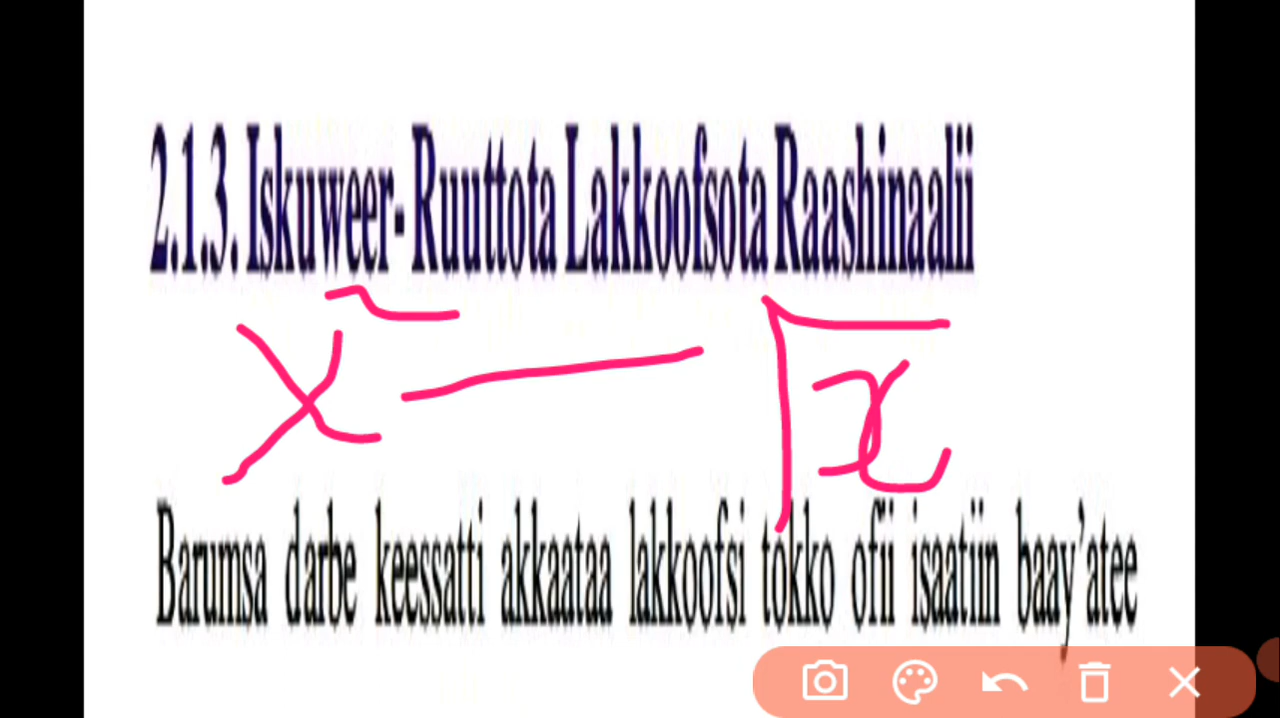 2.1.3. Iskuweer- Ruuttota Lakkoofsota Raashinaalii
x² — √x
Barumsa darbe keessatti akkaataa lakkoofsi tokko ofii isaatiin baay'atee